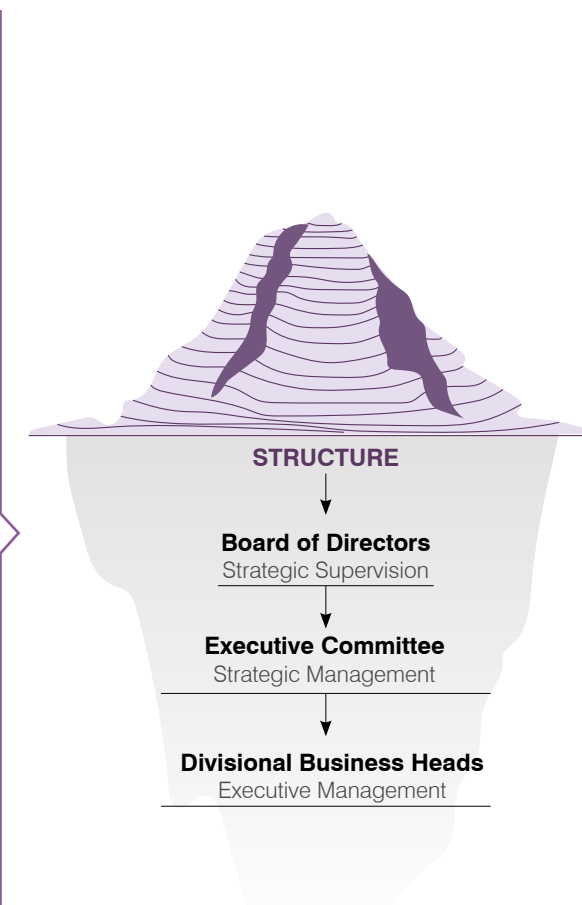 STRUCTURE
Board of Directors
Strategic Supervision
Executive Committee
Strategic Management
Divisional Business Heads
Executive Management